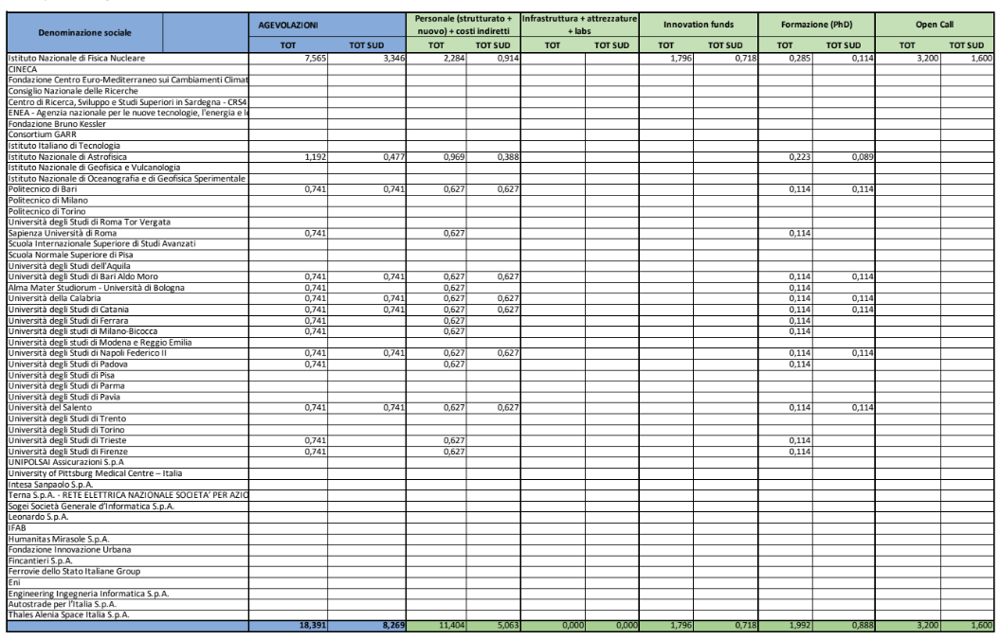 Denominazione sociale AGEVOLAZIONI Personale (strutturato + nuovo) + costi indiretti Infrastruttura + attrezzature + labs Innovation funds Formazione (PhD) Open Call
TOT TOT SUD TOT TOT SUD TOT TOT SUD TOT TOT SUD TOT TOT SUD TOT TOT SUD
Istituto Nazionale di Fisica Nucleare 7,565 3,346 2,284 0,914 1,796 0,718 0,285 0,114 3,200 1,600
CINECA
Fondazione Centro Euro-Mediterraneo sui Cambiamenti Climat
Consiglio Nazionale delle Ricerche
Centro di Ricerca, Sviluppo e Studi Superiori in Sardegna - CRS4
ENEA - Agenzia nazionale per le nuove tecnologie, l'energia e lo
Fondazione Bruno Kessler
Consortium GARR
Istituto Italiano di Tecnologia
Istituto Nazionale di Astrofisica 1,192 0,477 0,969 0,388 0,223 0,089
Istituto Nazionale di Geofisica e Vulcanologia
Istituto Nazionale di Oceanografia e di Geofisica Sperimentale
Politecnico di Bari 0,741 0,741 0,627 0,627 0,114 0,114
Politecnico di Milano
Politecnico di Torino
Università degli Studi di Roma Tor Vergata
Sapienza Università di Roma 0,741 0,627 0,114
Scuola Internazionale Superiore di Studi Avanzati
Scuola Normale Superiore di Pisa
Università degli Studi dell'Aquila
Università degli Studi di Bari Aldo Moro 0,741 0,741 0,627 0,627 0,114 0,114
Alma Mater Studiorum - Università di Bologna 0,741 0,627 0,114
Università della Calabria 0,741 0,741 0,627 0,627 0,114 0,114
Università degli Studi di Catania 0,741 0,741 0,627 0,627 0,114 0,114
Università degli Studi di Ferrara 0,741 0,627 0,114
Università degli studi di Milano-Bicocca 0,741 0,627 0,114
Università degli studi di Modena e Reggio Emilia
Università degli Studi di Napoli Federico II 0,741 0,741 0,627 0,627 0,114 0,114
Università degli Studi di Padova 0,741 0,627 0,114
Università degli Studi di Pisa
Università degli Studi di Parma
Università degli Studi di Pavia
Università del Salento 0,741 0,741 0,627 0,627 0,114 0,114
Università degli Studi di Trento
Università degli Studi di Torino
Università degli Studi di Trieste 0,741 0,627 0,114
Università degli Studi di Firenze 0,741 0,627 0,114
UNIPOLSAI Assicurazioni S.p.A
University of Pittsburg Medical Centre – Italia
Intesa Sanpaolo S.p.A.
Terna S.p.A. - RETE ELETTRICA NAZIONALE SOCIETA’ PER AZIO
Sogei Società Generale d’Informatica S.p.A.
Leonardo S.p.A.
IFAB
Humanitas Mirasole S.p.A.
Fondazione Innovazione Urbana
Fincantieri S.p.A.
Ferrovie dello Stato Italiane Group
Eni
Engineering Ingegneria Informatica S.p.A.
Autostrade per l’Italia S.p.A.
Thales Alenia Space Italia S.p.A.
18,391 8,269 11,404 5,063 0,000 0,000 1,796 0,718 1,992 0,888 3,200 1,600